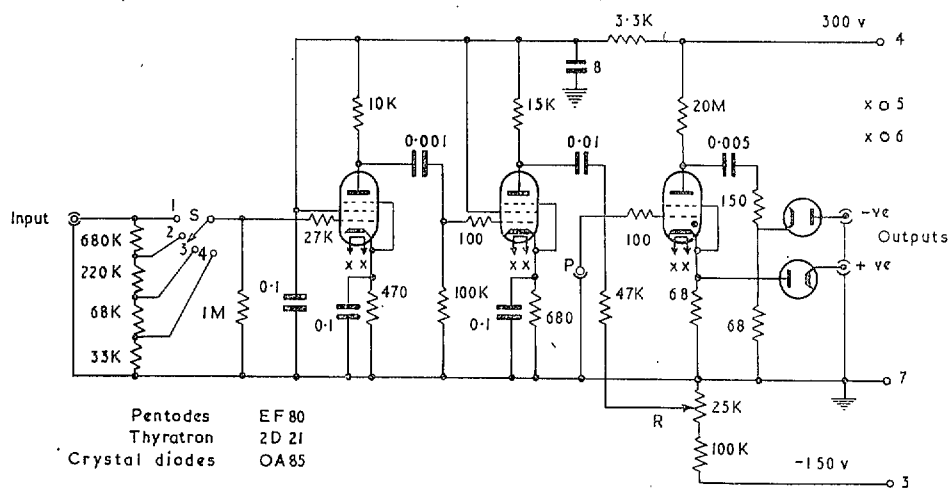 3·3K
300 v
4
8
10K
15K
20M
x 5
x 6
0·001
0·01
0·005
Input
1
S
2
3
4
680K
220K
68K
33K
27K
100
100
150
-ve
Outputs
+ ve
x x
x x
x x
P
1M
0·1
0·1
470
100K
0·1
680
47K
68
68
7
25K
R
100K
-150 v
3
Pentodes EF 80
Thyratron 2D 21
Crystal diodes OA85